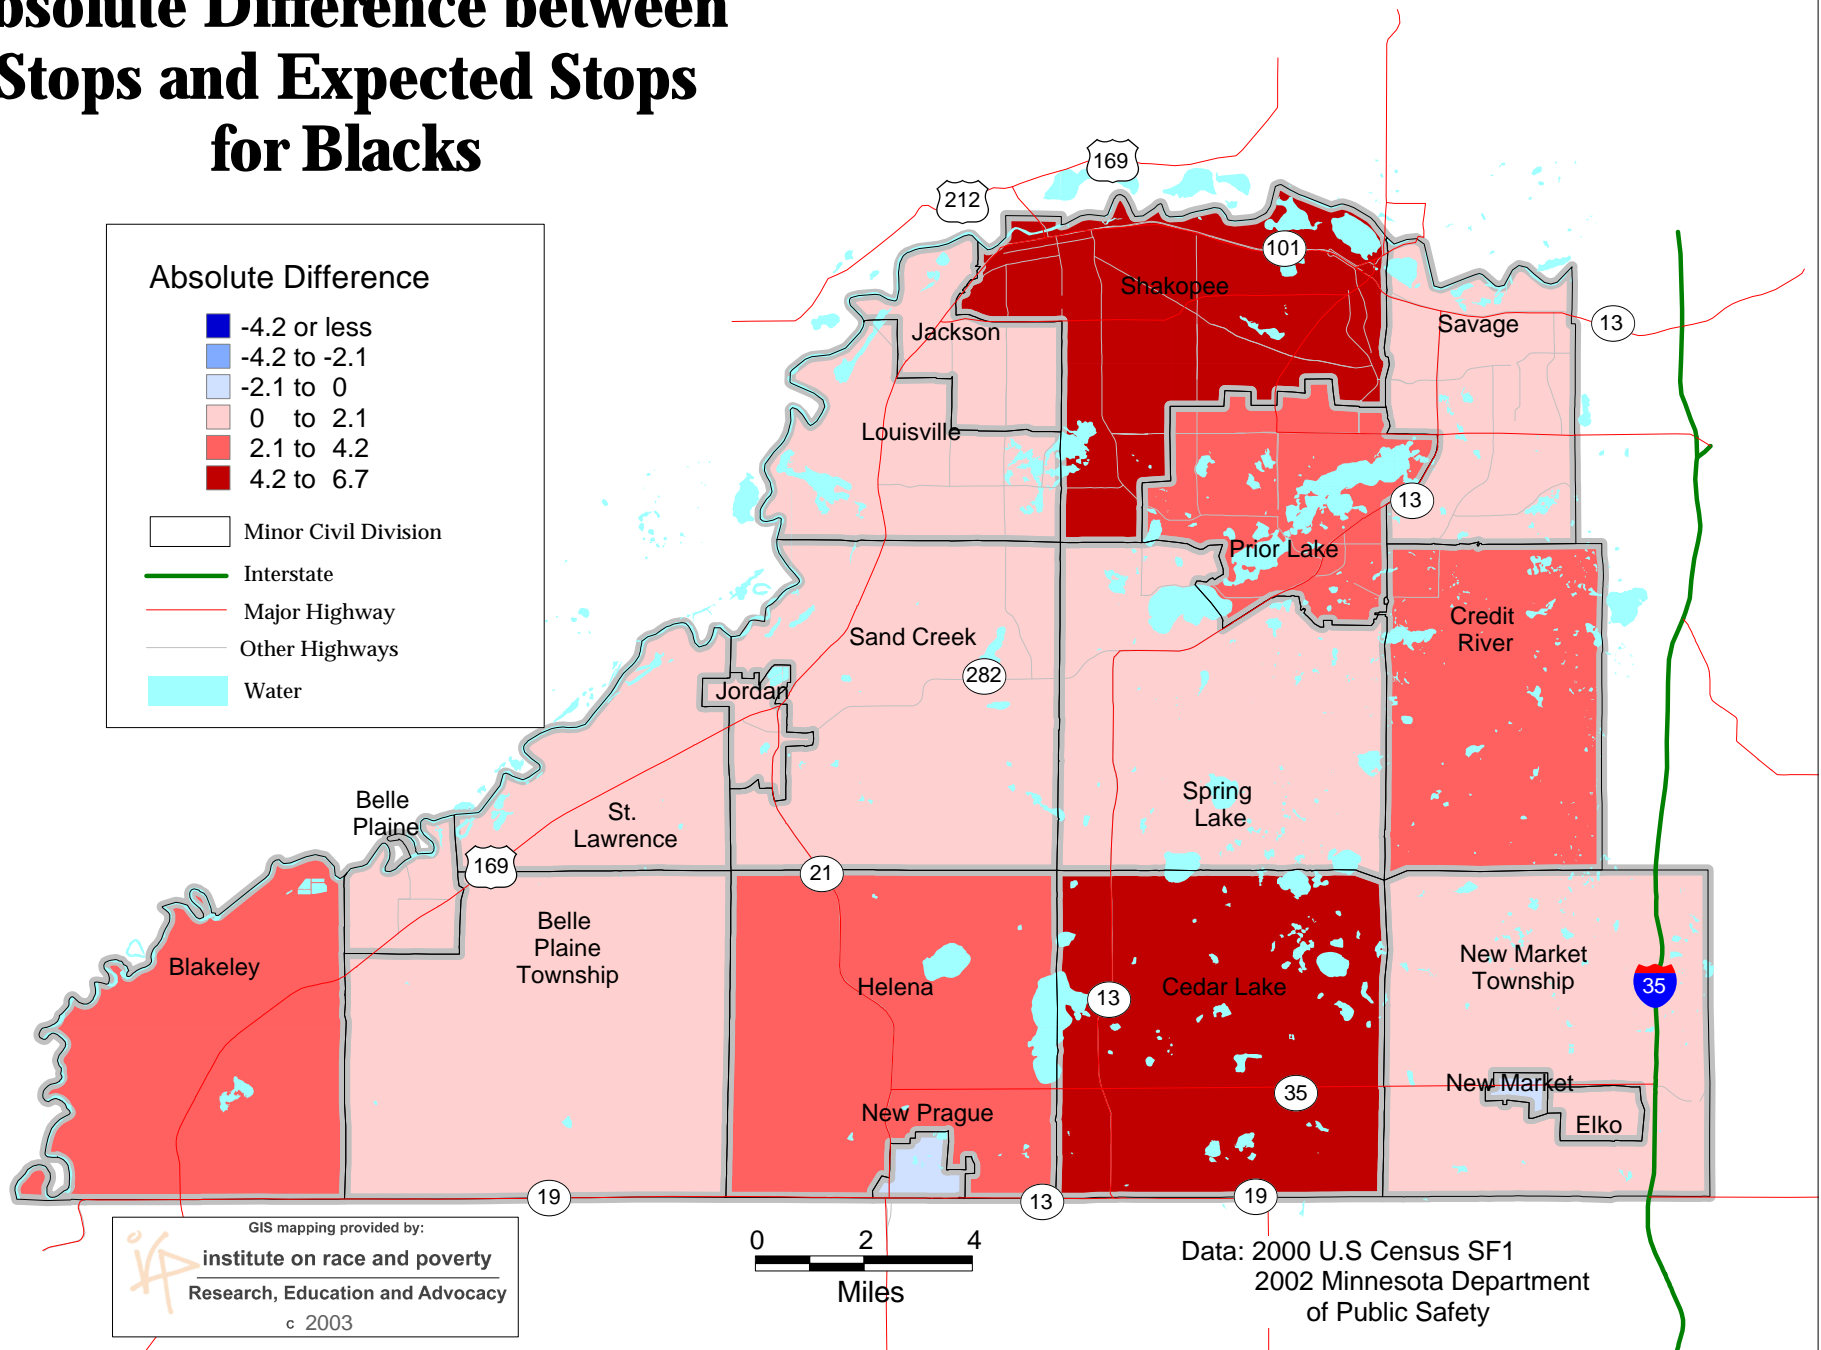 bsolute Difference between
Stops and Expected Stops
for Blacks
Absolute Difference
-4.2 or less
-4.2 to -2.1
-2.1 to 0
0 to 2.1
2.1 to 4.2
4.2 to 6.7
Minor Civil Division
Interstate
Major Highway
Other Highways
Water
169
212
101
Shakopee
Jackson
Savage
13
Louisville
13
Prior Lake
Credit
River
Sand Creek
282
Jordan
Spring
Lake
Belle
Plaine
St.
Lawrence
169
21
Belle
Plaine
Township
Blakeley
Helena
13
Cedar Lake
New Market
Township
35
New Market
35
New Prague
Elko
19
13
19
GIS mapping provided by:
institute on race and poverty
Research, Education and Advocacy
c 2003
0 2 4
Miles
Data: 2000 U.S Census SF1
2002 Minnesota Department
of Public Safety